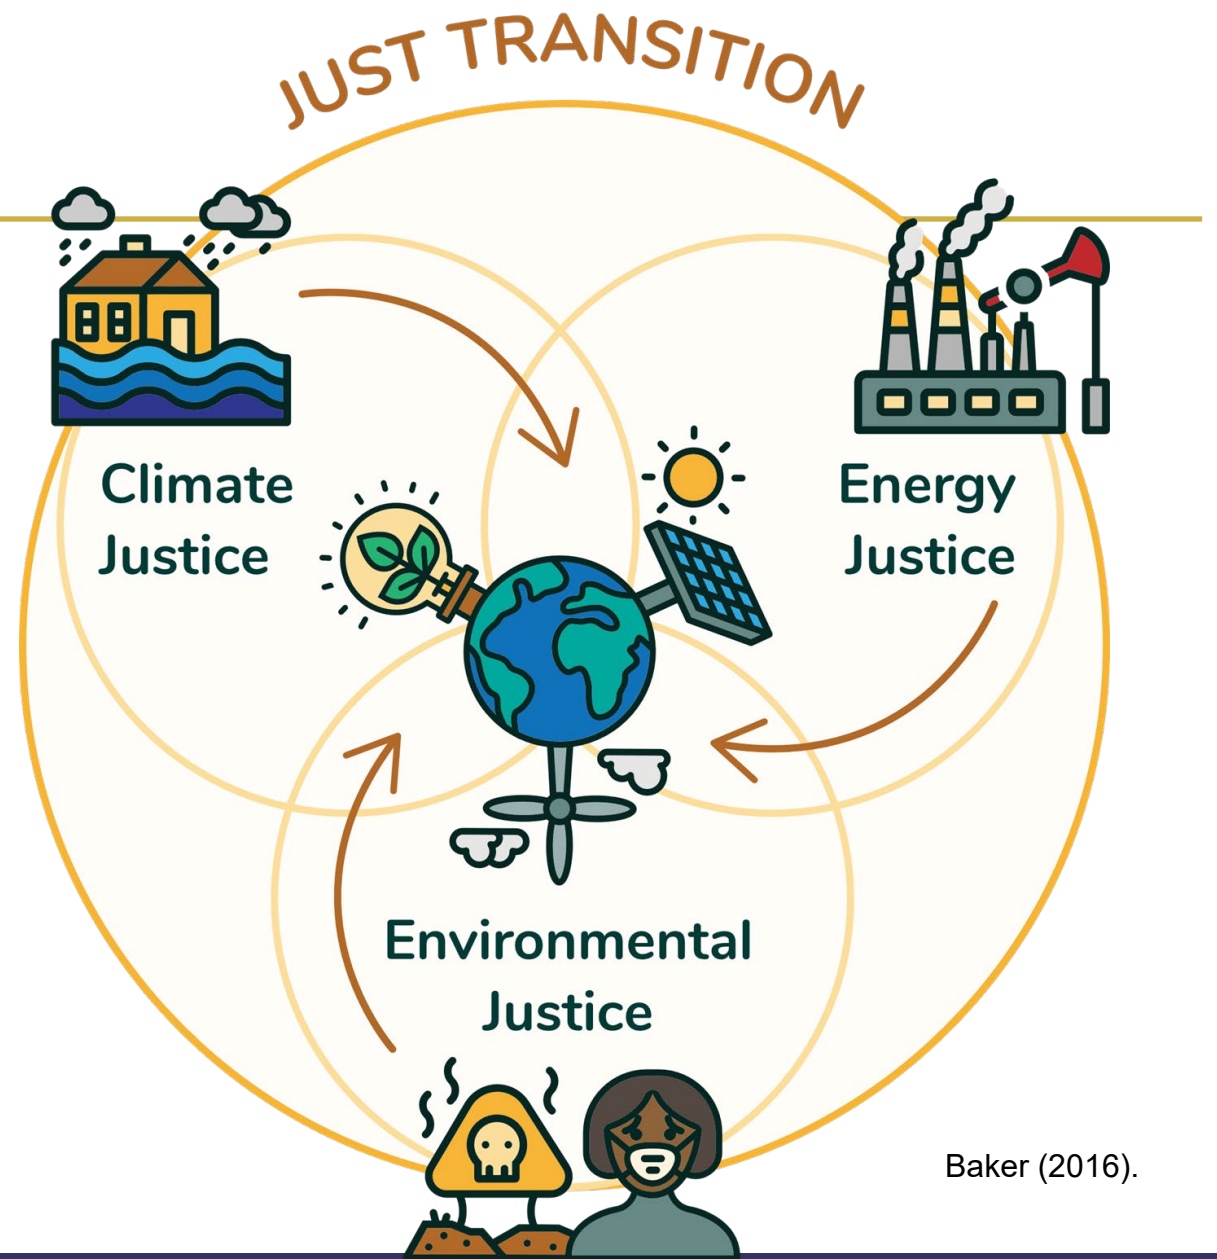 JUST TRANSITION
Climate
Justice
Energy
Justice
Environmental
Justice
Baker (2016).